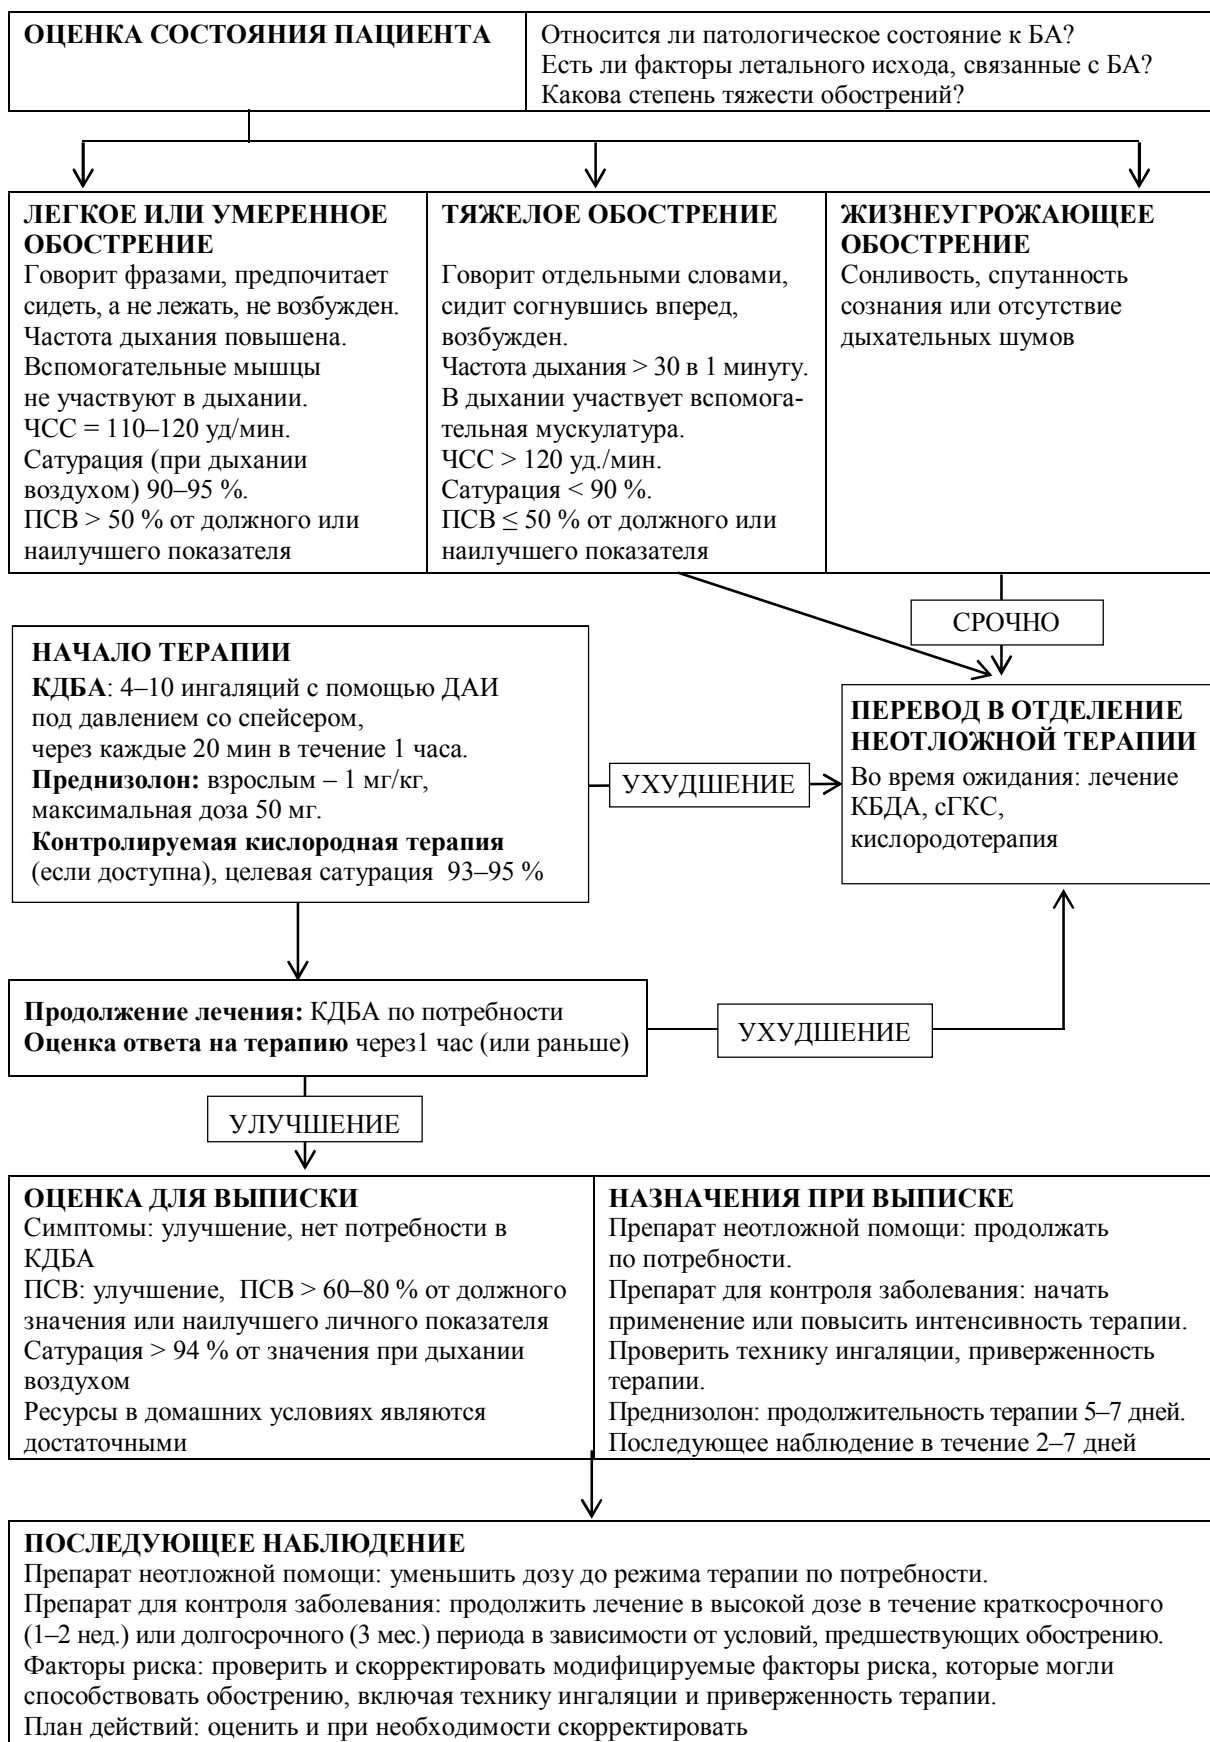 ОЦЕНКА СОСТОЯНИЯ ПАЦИЕНТА
Относится ли патологическое состояние к БА?
Есть ли факторы летального исхода, связанные с БА?
Какова степень тяжести обострений?
ЛЕГКОЕ ИЛИ УМЕРЕННОЕ
ОБОСТРЕНИЕ
Говорит фразами, предпочитает
сидеть, а не лежать, не возбужден.
Частота дыхания повышена.
Вспомогательные мышцы
не участвуют в дыхании.
ЧСС = 110–120 уд/мин.
Сатурация (при дыхании
воздухом) 90–95 %.
ПСВ > 50 % от должного или
наилучшего показателя
ТЯЖЕЛОЕ ОБОСТРЕНИЕ
Говорит отдельными словами,
сидит согнувшись вперед,
возбужден.
Частота дыхания > 30 в 1 минуту.
В дыхании участвует вспомога-
тельная мускулатура.
ЧСС > 120 уд./мин.
Сатурация < 90 %.
ПСВ ≤ 50 % от должного или
наилучшего показателя
ЖИЗНЕУГРОЖАЮЩЕЕ
ОБОСТРЕНИЕ
Сонливость, спутанность
сознания или отсутствие
дыхательных шумов
СРОЧНО
НАЧАЛО ТЕРАПИИ
КДБА: 4–10 ингаляций с помощью ДАИ
под давлением со спейсером,
через каждые 20 мин в течение 1 часа.
Преднизолон: взрослым – 1 мг/кг,
максимальная доза 50 мг.
Контролируемая кислородная терапия
(если доступна), целевая сатурация 93–95 %
УХУДШЕНИЕ
ПЕРЕВОД В ОТДЕЛЕНИЕ
НЕОТЛОЖНОЙ ТЕРАПИИ
Во время ожидания: лечение
КБДА, сГКС,
кислородотерапия
Продолжение лечения: КДБА по потребности
Оценка ответа на терапию через1 час (или раньше)
УХУДШЕНИЕ
УЛУЧШЕНИЕ
ОЦЕНКА ДЛЯ ВЫПИСКИ
Симптомы: улучшение, нет потребности в
КДБА
ПСВ: улучшение, ПСВ > 60–80 % от должного
значения или наилучшего личного показателя
Сатурация > 94 % от значения при дыхании
воздухом
Ресурсы в домашних условиях являются
достаточными
НАЗНАЧЕНИЯ ПРИ ВЫПИСКЕ
Препарат неотложной помощи: продолжать
по потребности.
Препарат для контроля заболевания: начать
применение или повысить интенсивность терапии.
Проверить технику ингаляции, приверженность
терапии.
Преднизолон: продолжительность терапии 5–7 дней.
Последующее наблюдение в течение 2–7 дней
ПОСЛЕДУЮЩЕЕ НАБЛЮДЕНИЕ
Препарат неотложной помощи: уменьшить дозу до режима терапии по потребности.
Препарат для контроля заболевания: продолжить лечение в высокой дозе в течение краткосрочного
(1–2 нед.) или долгосрочного (3 мес.) периода в зависимости от условий, предшествующих обострению.
Факторы риска: проверить и скорректировать модифицируемые факторы риска, которые могли
способствовать обострению, включая технику ингаляции и приверженность терапии.
План действий: оценить и при необходимости скорректировать